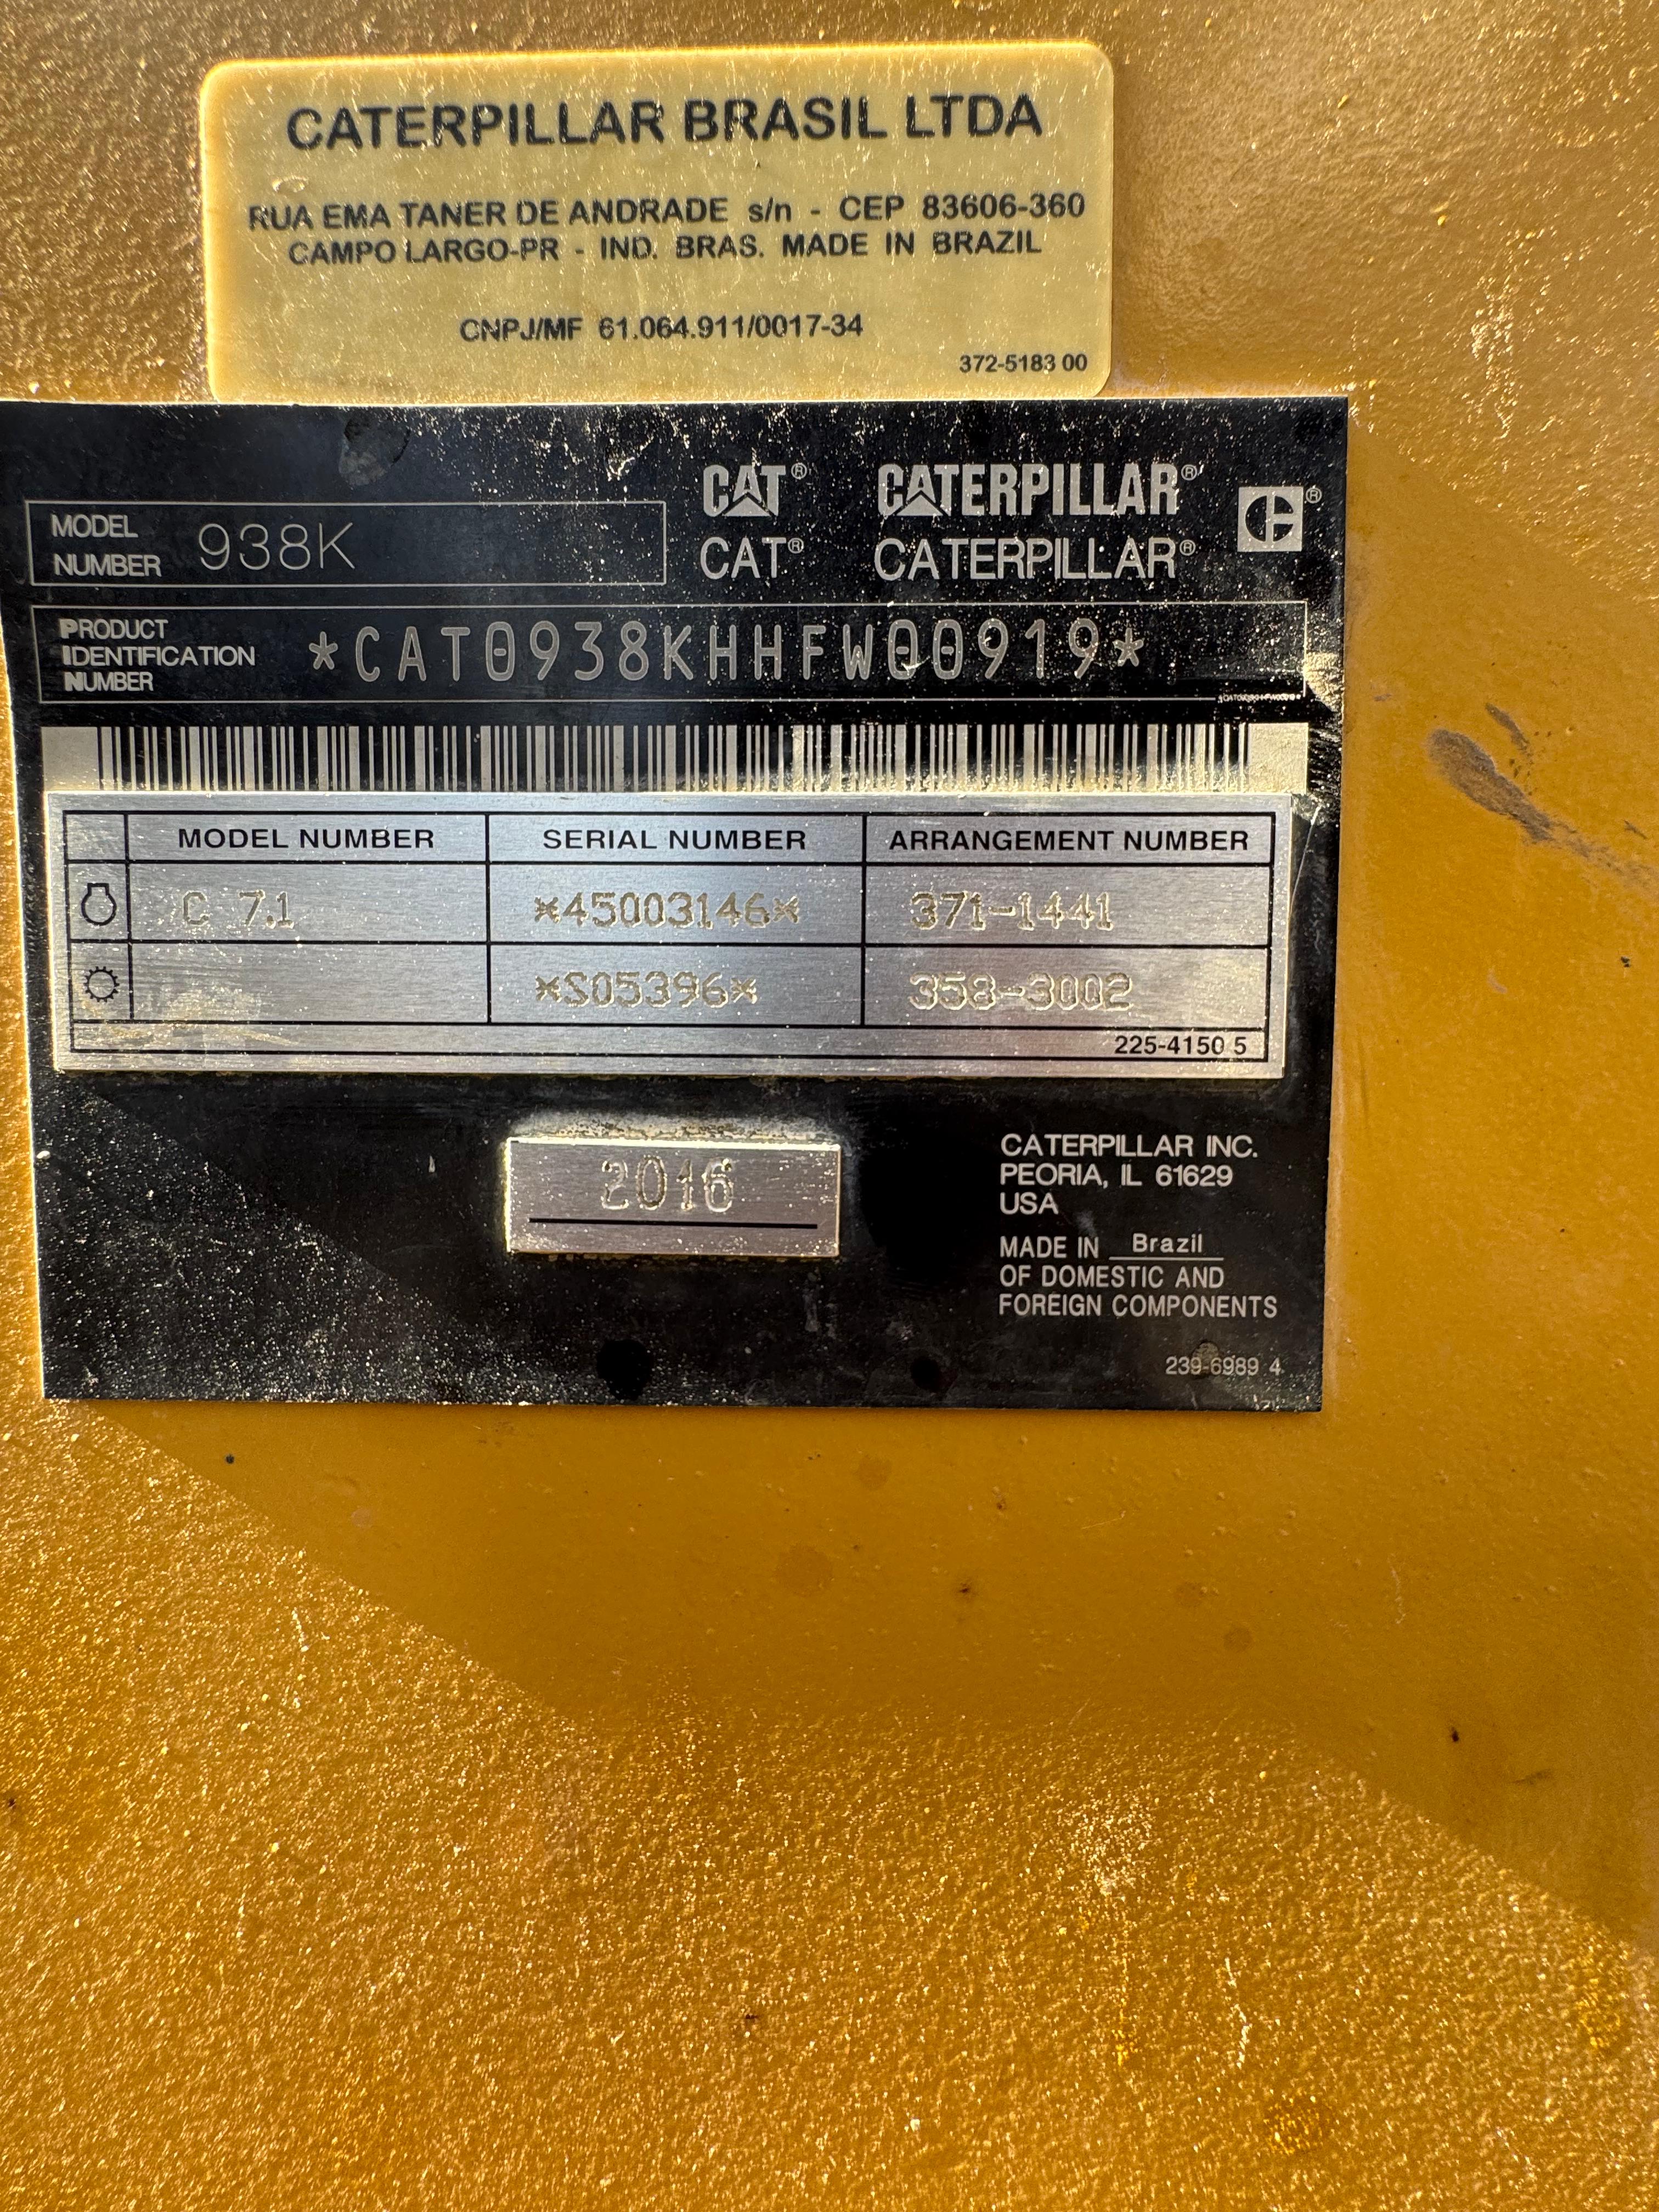 CATERPILLAR BRASIL LTDA
RUA EMA TANER DE ANDRADE s/n - CEP 83606-360
CAMPO LARGO-PR - IND. BRAS. MADE IN BRAZIL
CNPJ/MF 61.064.911/0017-34
372-5183 00
CAT® CATERPILLAR®
MODEL NUMBER 938K
CAT® CATERPILLAR®
PRODUCT IDENTIFICATION NUMBER *CAT0938KHHFW00919*
MODEL NUMBER SERIAL NUMBER ARRANGEMENT NUMBER
C 7.1 *45003146* 371-1441
*S05396* 358-3002
225-4150 5
2016
CATERPILLAR INC.
PEORIA, IL 61629
USA
MADE IN Brazil
OF DOMESTIC AND
FOREIGN COMPONENTS
239-6989 4